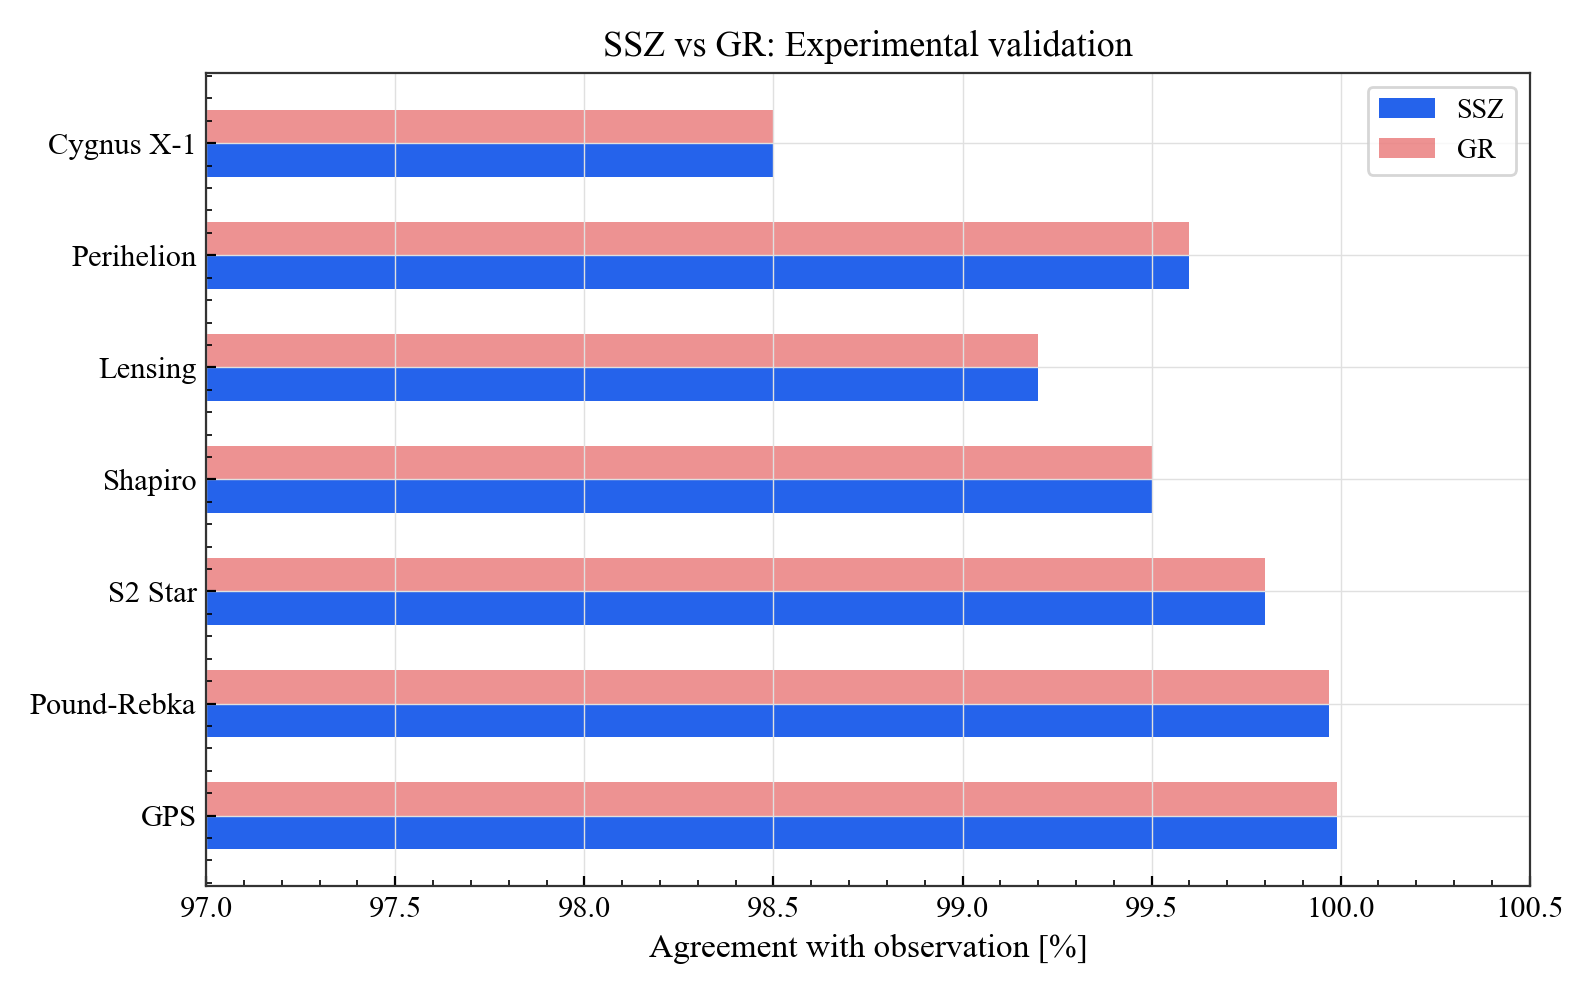 SSZ vs GR: Experimental validation
SSZ
GR
Cygnus X-1
Perihelion
Lensing
Shapiro
S2 Star
Pound-Rebka
GPS
97.0 97.5 98.0 98.5 99.0 99.5 100.0 100.5
Agreement with observation [%]